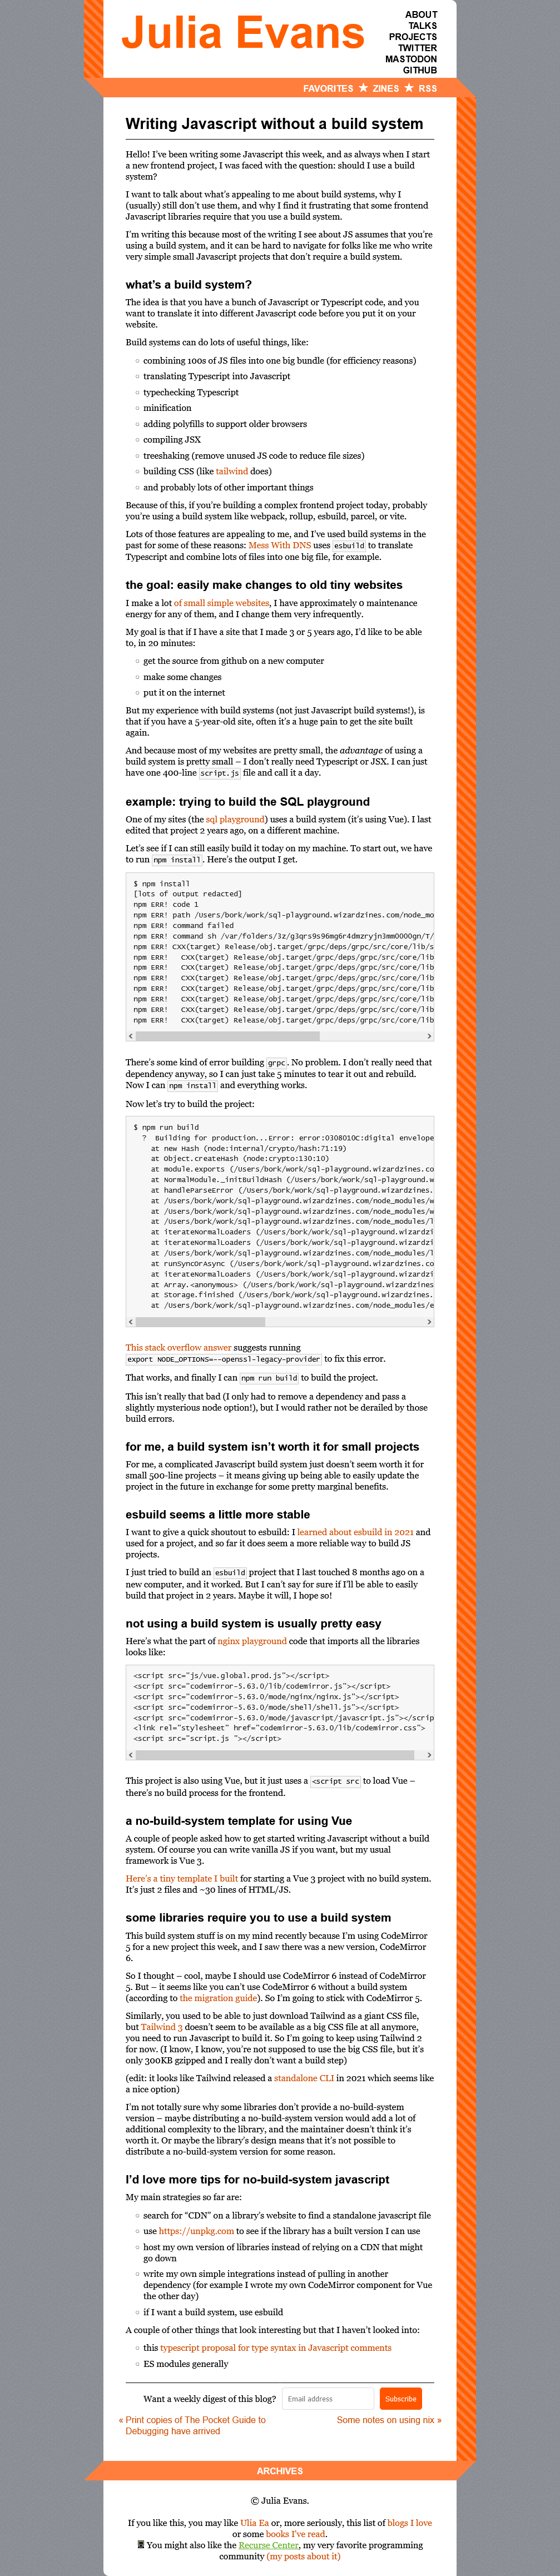 Julia Evans
ABOUT
TALKS
PROJECTS
TWITTER
MASTODON
GITHUB
FAVORITES ★ ZINES ★ RSS
Writing Javascript without a build system
Hello! I've been writing some Javascript this week, and as always when I start
a new frontend project, I was faced with the question: should I use a build
system?
I want to talk about what's appealing to me about build systems, why I
(usually) still don't use them, and why I find it frustrating that some frontend
Javascript libraries require that you use a build system.
I'm writing this because most of the writing I see about JS assumes that you're
using a build system, and it can be hard to navigate for folks like me who write
very simple small Javascript projects that don't require a build system.
what's a build system?
The idea is that you have a bunch of Javascript or Typescript code, and you
want to translate it into different Javascript code before you put it on your
website.
Build systems can do lots of useful things, like:
combining 100s of JS files into one big bundle (for efficiency reasons)
translating Typescript into Javascript
typechecking Typescript
minification
adding polyfills to support older browsers
compiling JSX
treeshaking (remove unused JS code to reduce file sizes)
building CSS (like tailwind does)
and probably lots of other important things
Because of this, if you're building a complex frontend project today, probably
you're using a build system like webpack, rollup, esbuild, parcel, or vite.
Lots of those features are appealing to me, and I've used build systems in the
past for some of these reasons: Mess With DNS uses esbuild to translate
Typescript and combine lots of files into one big file, for example.
the goal: easily make changes to old tiny websites
I make a lot of small simple websites, I have approximately 0 maintenance
energy for any of them, and I change them very infrequently.
My goal is that if I have a site that I made 3 or 5 years ago, I'd like to be able
to, in 20 minutes:
get the source from github on a new computer
make some changes
put it on the internet
But my experience with build systems (not just Javascript build systems!), is
that if you have a 5-year-old site, often it's a huge pain to get the site built
again.
And because most of my websites are pretty small, the advantage of using a
build system is pretty small – I don't really need Typescript or JSX. I can just
have one 400-line script.js file and call it a day.
example: trying to build the SQL playground
One of my sites (the sql playground) uses a build system (it's using Vue). I last
edited that project 2 years ago, on a different machine.
Let's see if I can still easily build it today on my machine. To start out, we have
to run npm install. Here's the output I get.
$ npm install
[lots of output redacted]
npm ERR! code 1
npm ERR! path /Users/bork/work/sql-playground.wizardzines.com/node_mo
npm ERR! command failed
npm ERR! command sh /var/folders/3z/g3qrs9s96mg6r4dmzryjn3mm0000gn/T/
npm ERR! CXX(target) Release/obj.target/grpc/deps/grpc/src/core/lib/s
npm ERR!   CXX(target) Release/obj.target/grpc/deps/grpc/src/core/lib
npm ERR!   CXX(target) Release/obj.target/grpc/deps/grpc/src/core/lib
npm ERR!   CXX(target) Release/obj.target/grpc/deps/grpc/src/core/lib
npm ERR!   CXX(target) Release/obj.target/grpc/deps/grpc/src/core/lib
npm ERR!   CXX(target) Release/obj.target/grpc/deps/grpc/src/core/lib
npm ERR!   CXX(target) Release/obj.target/grpc/deps/grpc/src/core/lib
npm ERR!   CXX(target) Release/obj.target/grpc/deps/grpc/src/core/lib
There's some kind of error building grpc. No problem. I don't really need that
dependency anyway, so I can just take 5 minutes to tear it out and rebuild.
Now I can npm install and everything works.
Now let's try to build the project:
$ npm run build
?  Building for production...Error: error:0308010C:digital envelope
at new Hash (node:internal/crypto/hash:71:19)
at Object.createHash (node:crypto:130:10)
at module.exports (/Users/bork/work/sql-playground.wizardzines.co
at NormalModule._initBuildHash (/Users/bork/work/sql-playground.w
at handleParseError (/Users/bork/work/sql-playground.wizardzines.
at /Users/bork/work/sql-playground.wizardzines.com/node_modules/w
at /Users/bork/work/sql-playground.wizardzines.com/node_modules/w
at /Users/bork/work/sql-playground.wizardzines.com/node_modules/l
at iterateNormalLoaders (/Users/bork/work/sql-playground.wizardzi
at iterateNormalLoaders (/Users/bork/work/sql-playground.wizardzi
at /Users/bork/work/sql-playground.wizardzines.com/node_modules/l
at runSyncOrAsync (/Users/bork/work/sql-playground.wizardzines.co
at iterateNormalLoaders (/Users/bork/work/sql-playground.wizardzi
at Array.<anonymous> (/Users/bork/work/sql-playground.wizardzines
at Storage.finished (/Users/bork/work/sql-playground.wizardzines.
at /Users/bork/work/sql-playground.wizardzines.com/node_modules/e
This stack overflow answer suggests running
export NODE_OPTIONS=--openssl-legacy-provider to fix this error.
That works, and finally I can npm run build to build the project.
This isn't really that bad (I only had to remove a dependency and pass a
slightly mysterious node option!), but I would rather not be derailed by those
build errors.
for me, a build system isn't worth it for small projects
For me, a complicated Javascript build system just doesn't seem worth it for
small 500-line projects – it means giving up being able to easily update the
project in the future in exchange for some pretty marginal benefits.
esbuild seems a little more stable
I want to give a quick shoutout to esbuild: I learned about esbuild in 2021 and
used for a project, and so far it does seem a more reliable way to build JS
projects.
I just tried to build an esbuild project that I last touched 8 months ago on a
new computer, and it worked. But I can't say for sure if I'll be able to easily
build that project in 2 years. Maybe it will, I hope so!
not using a build system is usually pretty easy
Here's what the part of nginx playground code that imports all the libraries
looks like:
<script src="js/vue.global.prod.js"></script>
<script src="codemirror-5.63.0/lib/codemirror.js"></script>
<script src="codemirror-5.63.0/mode/nginx/nginx.js"></script>
<script src="codemirror-5.63.0/mode/shell/shell.js"></script>
<script src="codemirror-5.63.0/mode/javascript/javascript.js"></scrip
<link rel="stylesheet" href="codemirror-5.63.0/lib/codemirror.css">
<script src="script.js "></script>
This project is also using Vue, but it just uses a <script src to load Vue –
there's no build process for the frontend.
a no-build-system template for using Vue
A couple of people asked how to get started writing Javascript without a build
system. Of course you can write vanilla JS if you want, but my usual
framework is Vue 3.
Here's a tiny template I built for starting a Vue 3 project with no build system.
It's just 2 files and ~30 lines of HTML/JS.
some libraries require you to use a build system
This build system stuff is on my mind recently because I'm using CodeMirror
5 for a new project this week, and I saw there was a new version, CodeMirror
6.
So I thought – cool, maybe I should use CodeMirror 6 instead of CodeMirror
5. But – it seems like you can't use CodeMirror 6 without a build system
(according to the migration guide). So I'm going to stick with CodeMirror 5.
Similarly, you used to be able to just download Tailwind as a giant CSS file,
but Tailwind 3 doesn't seem to be available as a big CSS file at all anymore,
you need to run Javascript to build it. So I'm going to keep using Tailwind 2
for now. (I know, I know, you're not supposed to use the big CSS file, but it's
only 300KB gzipped and I really don't want a build step)
(edit: it looks like Tailwind released a standalone CLI in 2021 which seems like
a nice option)
I'm not totally sure why some libraries don't provide a no-build-system
version – maybe distributing a no-build-system version would add a lot of
additional complexity to the library, and the maintainer doesn't think it's
worth it. Or maybe the library's design means that it's not possible to
distribute a no-build-system version for some reason.
I'd love more tips for no-build-system javascript
My main strategies so far are:
search for “CDN” on a library's website to find a standalone javascript file
use https://unpkg.com to see if the library has a built version I can use
host my own version of libraries instead of relying on a CDN that might
go down
write my own simple integrations instead of pulling in another
dependency (for example I wrote my own CodeMirror component for Vue
the other day)
if I want a build system, use esbuild
A couple of other things that look interesting but that I haven't looked into:
this typescript proposal for type syntax in Javascript comments
ES modules generally
Want a weekly digest of this blog? Email address Subscribe
« Print copies of The Pocket Guide to
Debugging have arrived
Some notes on using nix »
ARCHIVES
© Julia Evans.
If you like this, you may like Ulia Ea or, more seriously, this list of blogs I love
or some books I've read.
You might also like the Recurse Center, my very favorite programming
community (my posts about it)